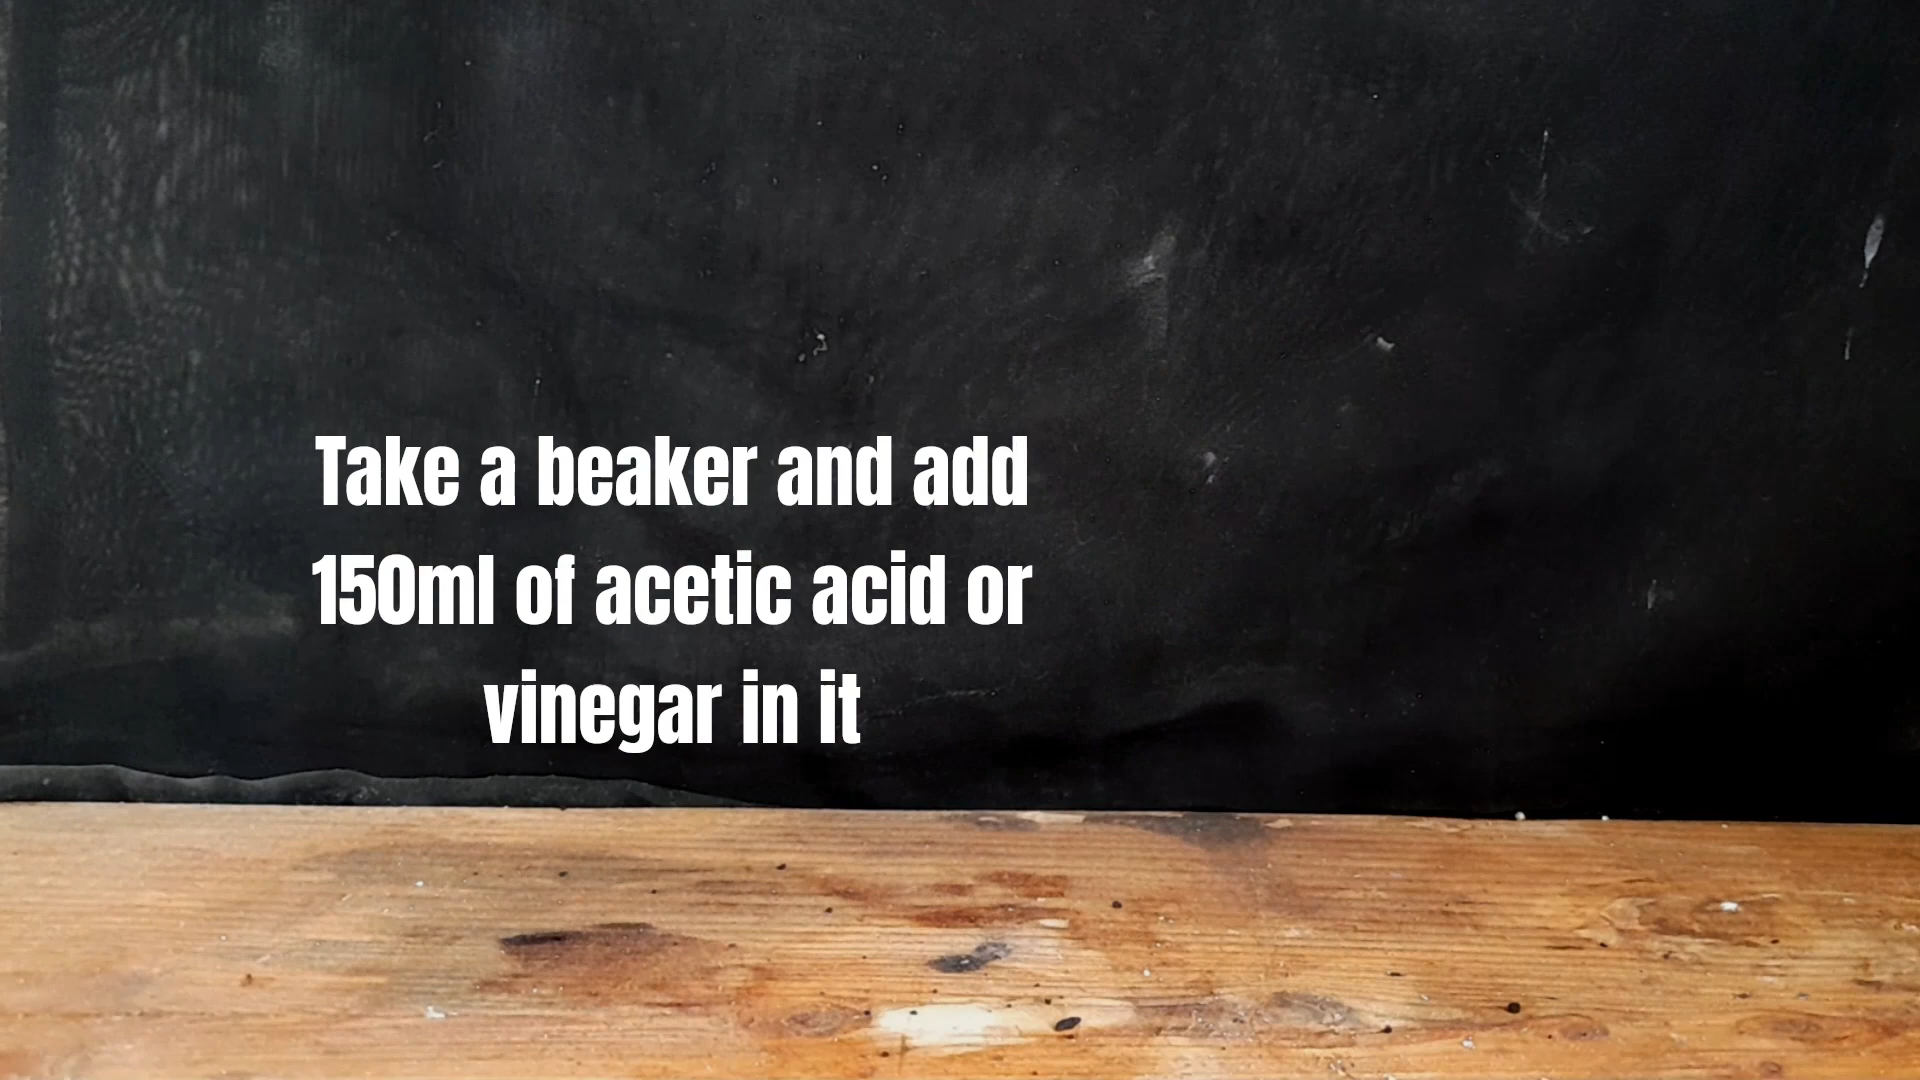 Take a beaker and add
150ml of acetic acid or
vinegar in it